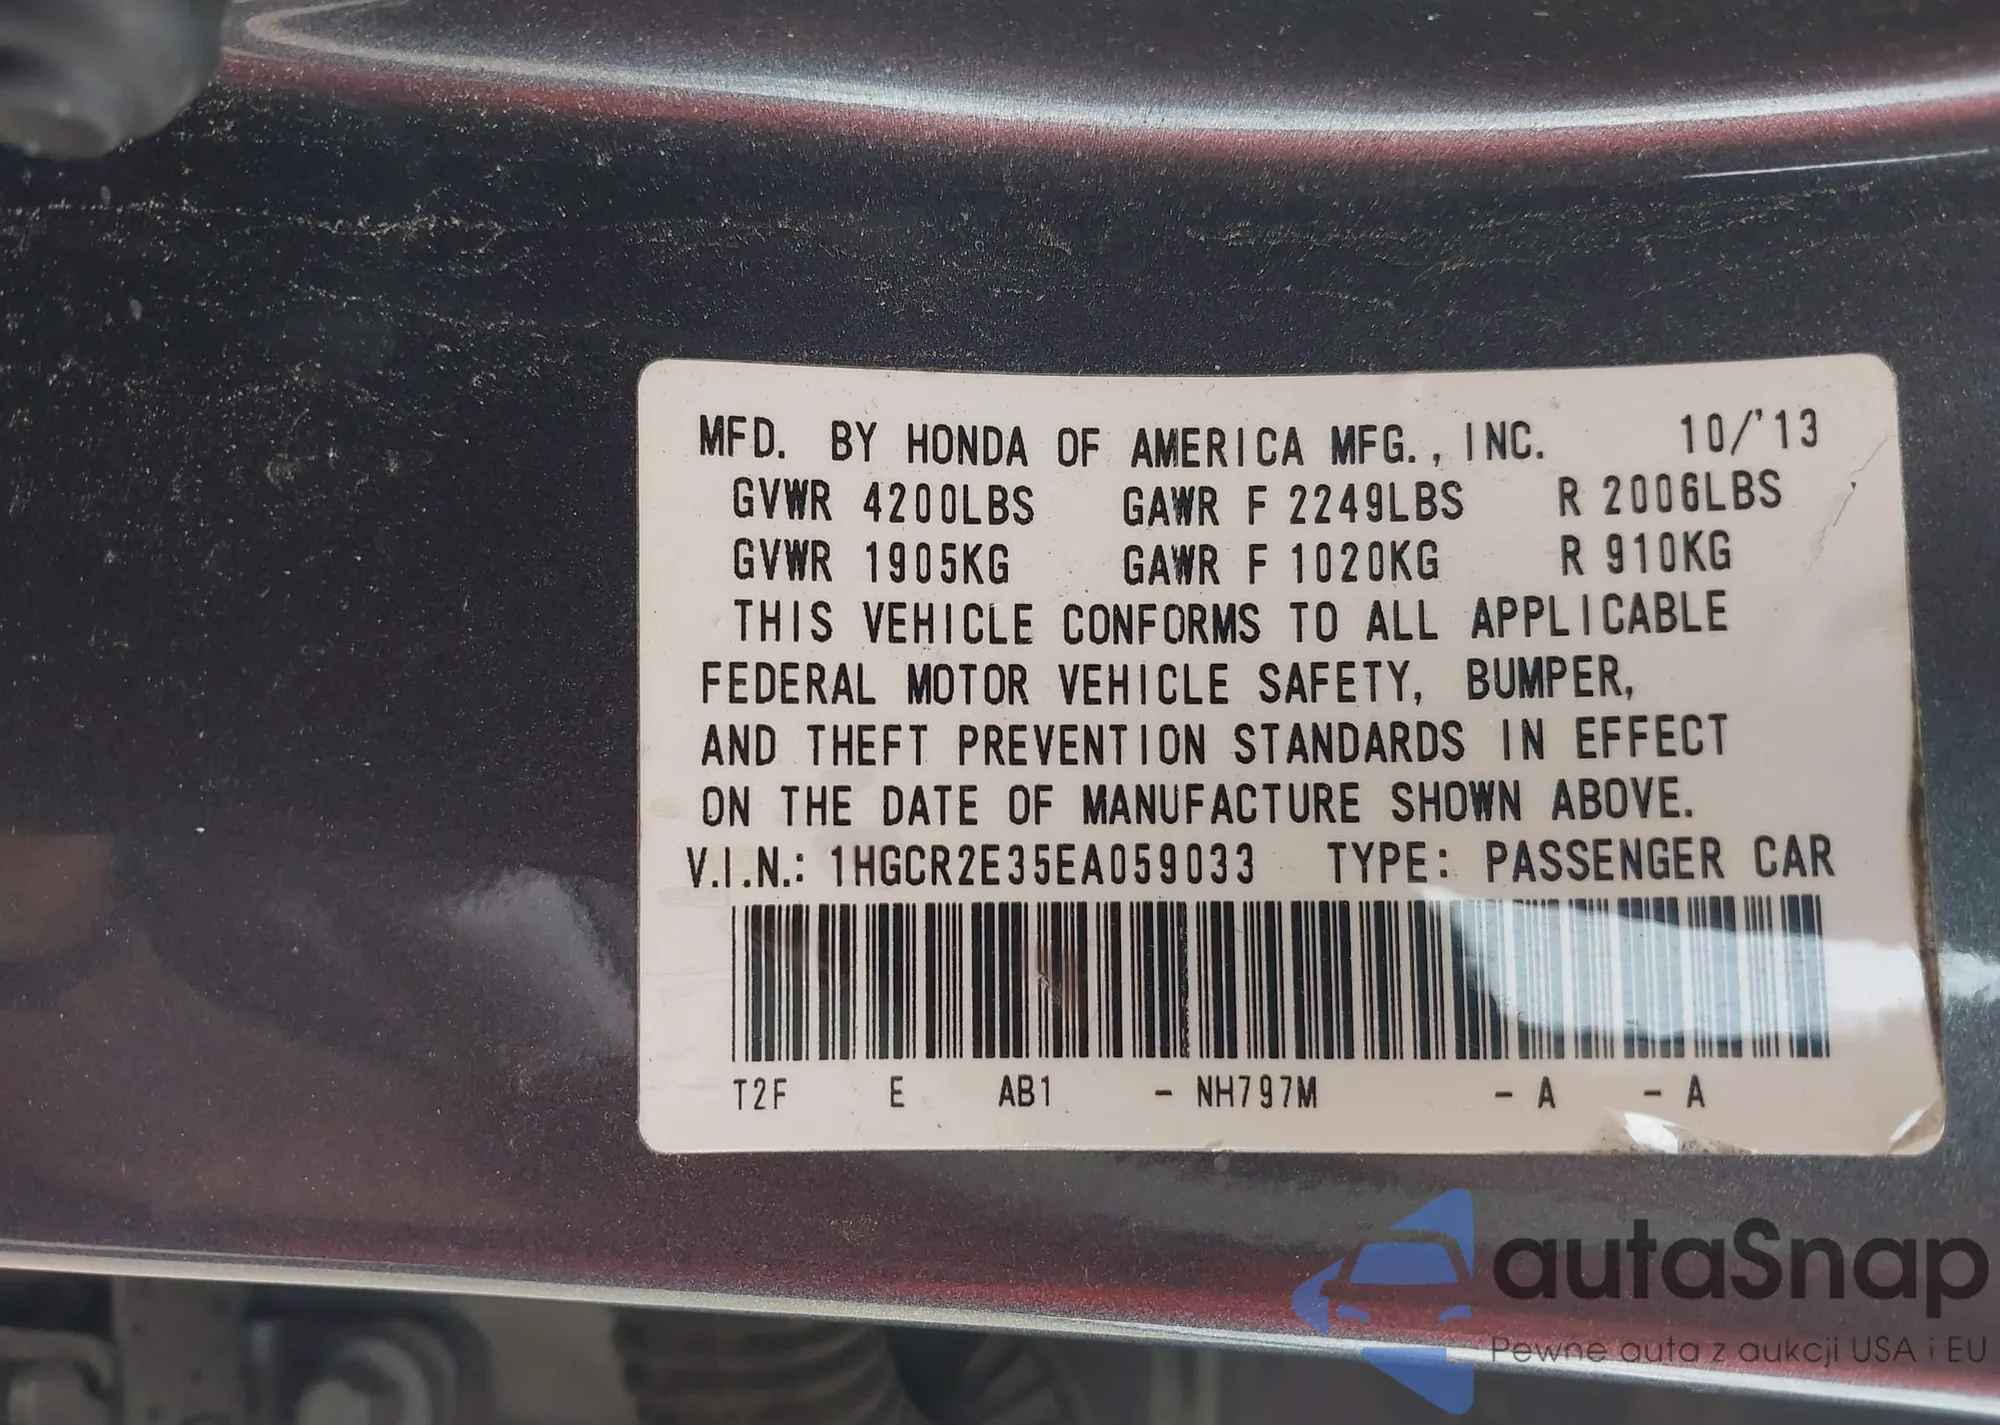 MFD. BY HONDA OF AMERICA MFG., INC. 10/'13
GVWR 4200LBS GAWR F 2249LBS R 2006LBS
GVWR 1905KG GAWR F 1020KG R 910KG
THIS VEHICLE CONFORMS TO ALL APPLICABLE
FEDERAL MOTOR VEHICLE SAFETY, BUMPER,
AND THEFT PREVENTION STANDARDS IN EFFECT
ON THE DATE OF MANUFACTURE SHOWN ABOVE.
V.I.N.: 1HGCR2E35EA059033 TYPE: PASSENGER CAR
T2F E AB1 - NH797M - A - A
autaSnap
Pewne auta z aukcji USA i EU